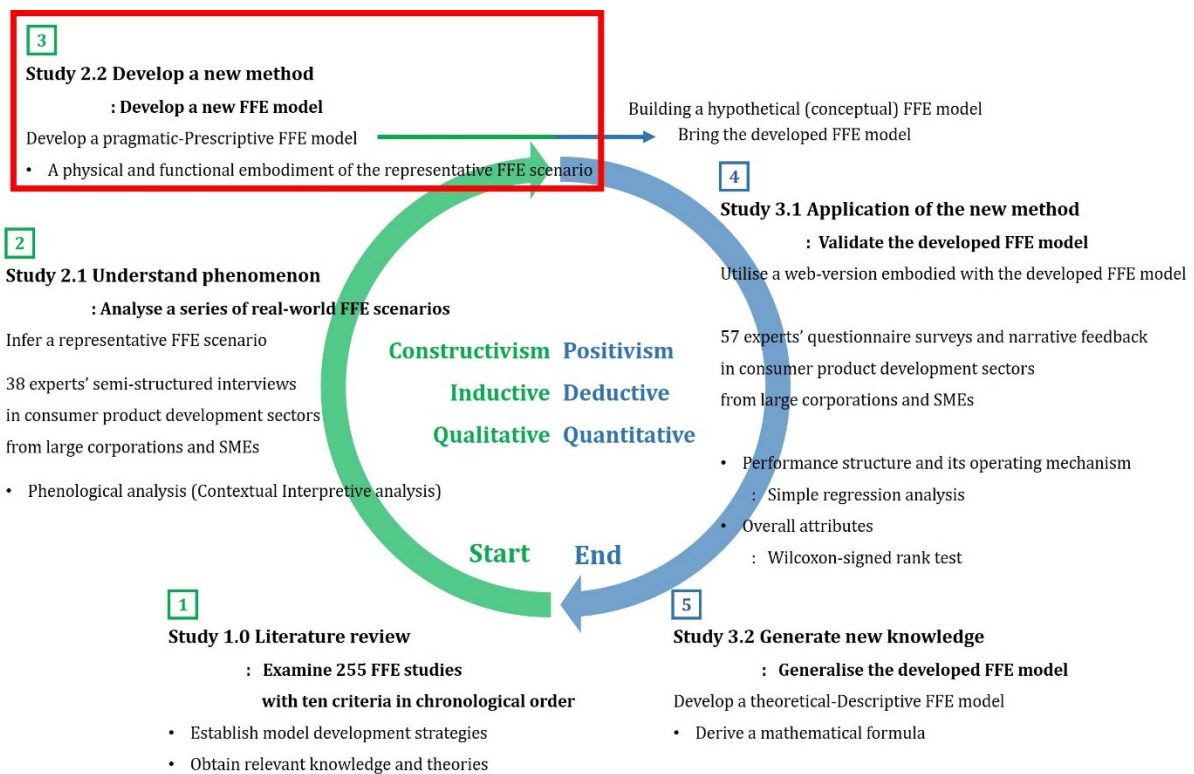 3
Study 2.2 Develop a new method
: Develop a new FFE model
Develop a pragmatic-Prescriptive FFE model
• A physical and functional embodiment of the representative FFE scenario
Building a hypothetical (conceptual) FFE model
Bring the developed FFE model
2
Study 2.1 Understand phenomenon
: Analyse a series of real-world FFE scenarios
Infer a representative FFE scenario
38 experts' semi-structured interviews
in consumer product development sectors
from large corporations and SMEs
• Phenological analysis (Contextual Interpretive analysis)
Constructivism Positivism
Inductive Deductive
Qualitative Quantitative
Start End
4
Study 3.1 Application of the new method
: Validate the developed FFE model
Utilise a web-version embodied with the developed FFE model
57 experts' questionnaire surveys and narrative feedback
in consumer product development sectors
from large corporations and SMEs
• Performance structure and its operating mechanism
: Simple regression analysis
• Overall attributes
: Wilcoxon-signed rank test
1
Study 1.0 Literature review
: Examine 255 FFE studies
with ten criteria in chronological order
• Establish model development strategies
• Obtain relevant knowledge and theories
5
Study 3.2 Generate new knowledge
: Generalise the developed FFE model
Develop a theoretical-Descriptive FFE model
• Derive a mathematical formula